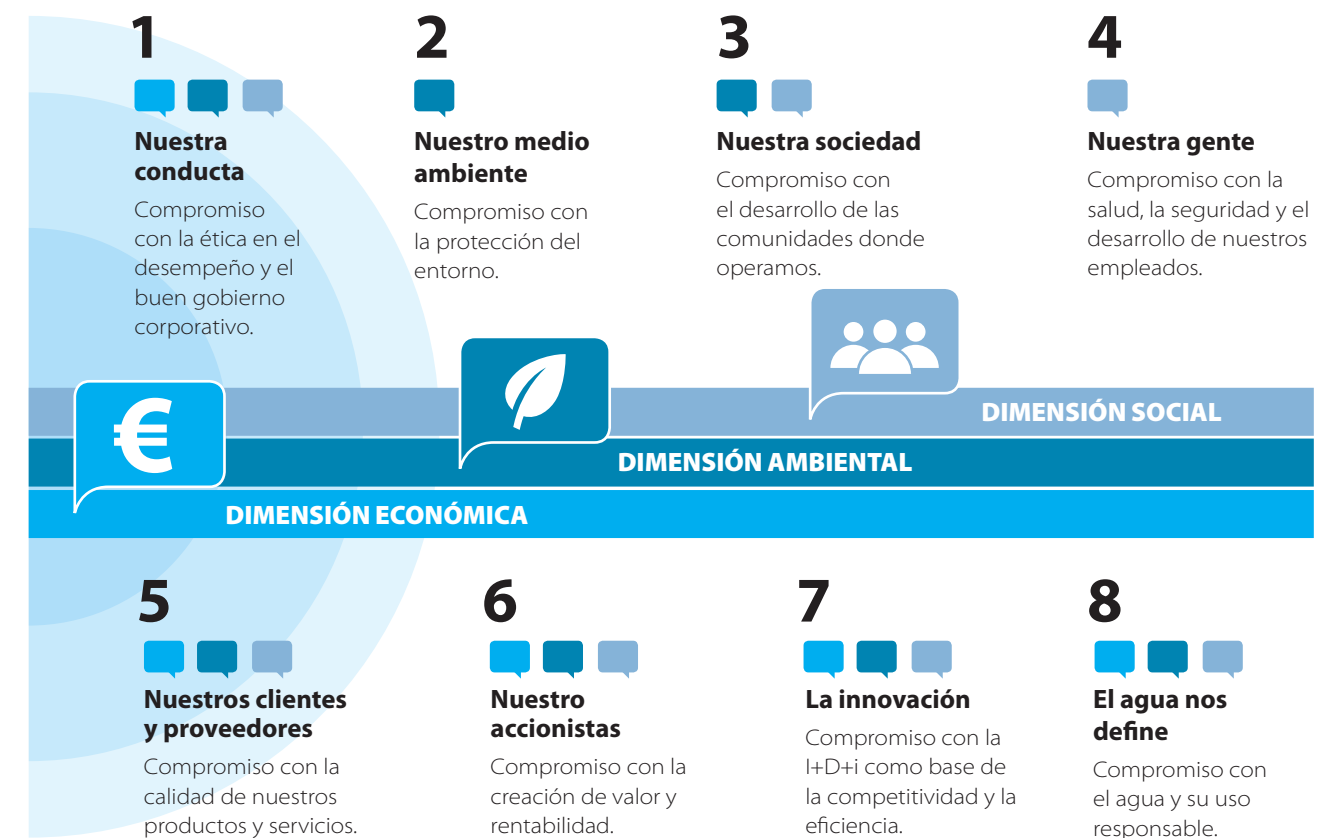 1
Nuestra
conducta
Compromiso
con la ética en el
desempeño y el
buen gobierno
corporativo.
2
Nuestro medio
ambiente
Compromiso con
la protección del
entorno.
3
Nuestra sociedad
Compromiso con
el desarrollo de las
comunidades donde
operamos.
4
Nuestra gente
Compromiso con la
salud, la seguridad y el
desarrollo de nuestros
empleados.
€
DIMENSIÓN SOCIAL
DIMENSIÓN AMBIENTAL
DIMENSIÓN ECONÓMICA
5
Nuestros clientes
y proveedores
Compromiso con la
calidad de nuestros
productos y servicios.
6
Nuestro
accionistas
Compromiso con la
creación de valor y
rentabilidad.
7
La innovación
Compromiso con la
I+D+i como base de
la competitividad y la
eficiencia.
8
El agua nos
define
Compromiso con
el agua y su uso
responsable.